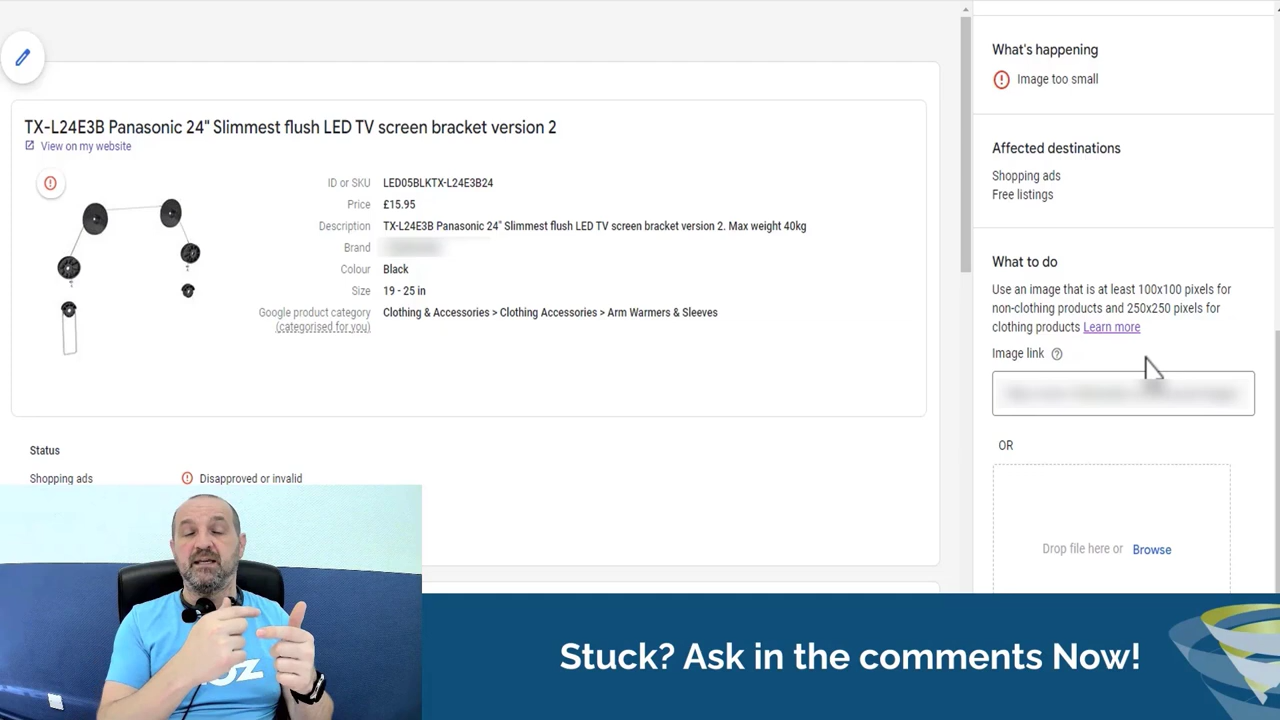 What's happening
Image too small
TX-L24E3B Panasonic 24" Slimmest flush LED TV screen bracket version 2
View on my website
ID or SKU LED05BLKTX-L24E3B24
Price £15.95
Description TX-L24E3B Panasonic 24" Slimmest flush LED TV screen bracket version 2. Max weight 40kg
Brand
Colour Black
Size 19 - 25 in
Google product category Clothing & Accessories > Clothing Accessories > Arm Warmers & Sleeves
(categorised for you)
Affected destinations
Shopping ads
Free listings
What to do
Use an image that is at least 100x100 pixels for
non-clothing products and 250x250 pixels for
clothing products Learn more
Image link
OR
Drop file here or Browse
Status
Shopping ads Disapproved or invalid
Stuck? Ask in the comments Now!